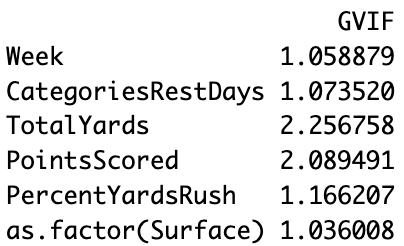 GVIF
Week 1.058879
CategoriesRestDays 1.073520
TotalYards 2.256758
PointsScored 2.089491
PercentYardsRush 1.166207
as.factor(Surface) 1.036008